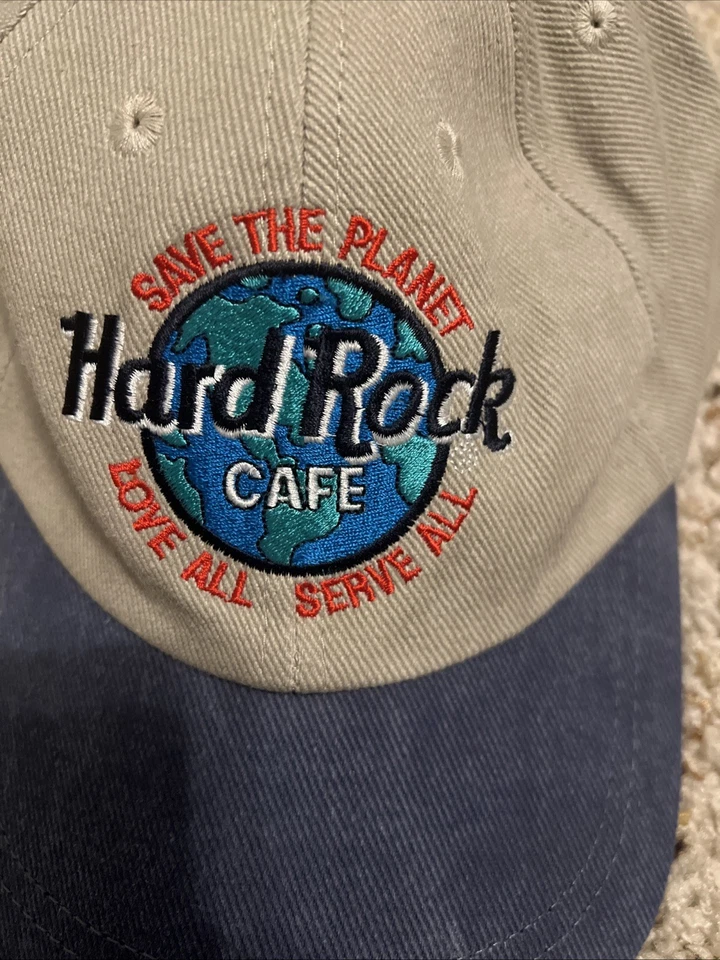 SAVE THE PLANET
Hard Rock
CAFE
LOVE ALL SERVE ALL